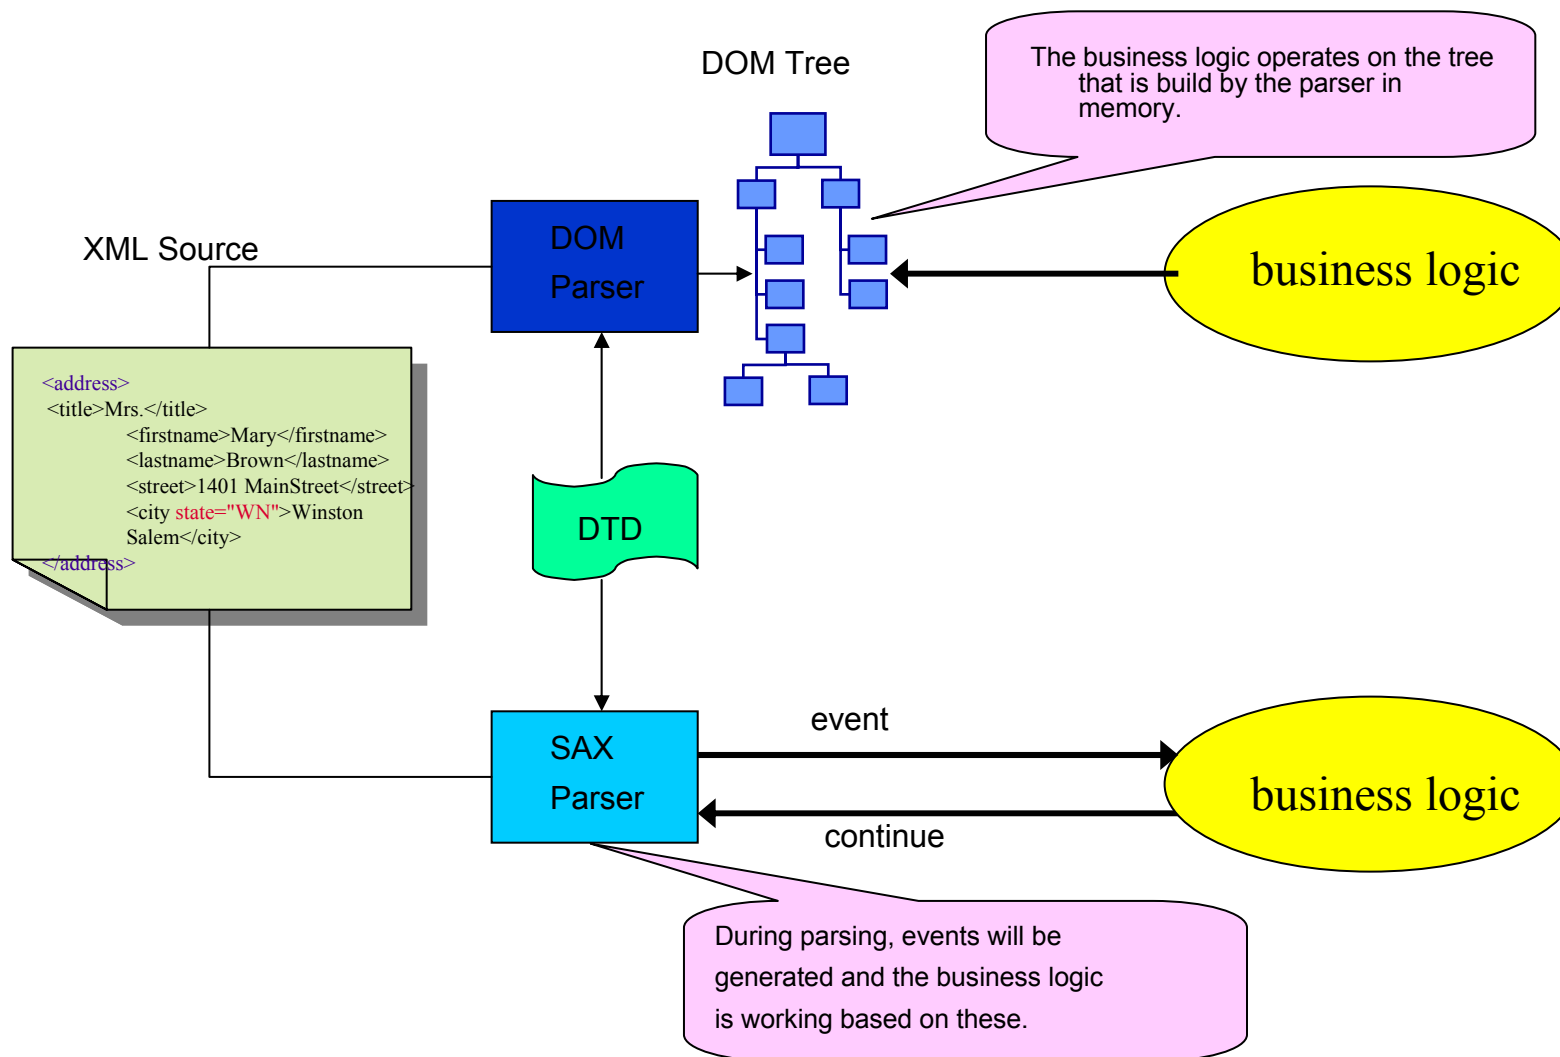 DOM Tree
The business logic operates on the tree
that is build by the parser in
memory.
XML Source
DOM
Parser
business logic
<address>
<title>Mrs.</title>
<firstname>Mary</firstname>
<lastname>Brown</lastname>
<street>1401 MainStreet</street>
<city state="WN">Winston
Salem</city>
</address>
DTD
SAX
Parser
event
continue
business logic
During parsing, events will be
generated and the business logic
is working based on these.